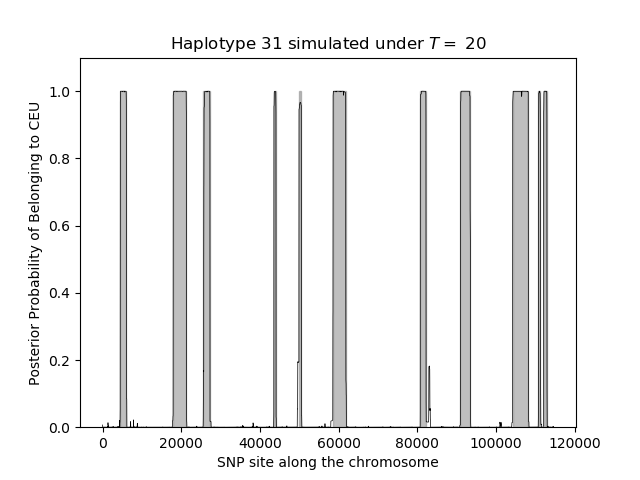 Haplotype 31 simulated under T = 20
Posterior Probability of Belonging to CEU
1.0
0.8
0.6
0.4
0.2
0.0
0 20000 40000 60000 80000 100000 120000
SNP site along the chromosome